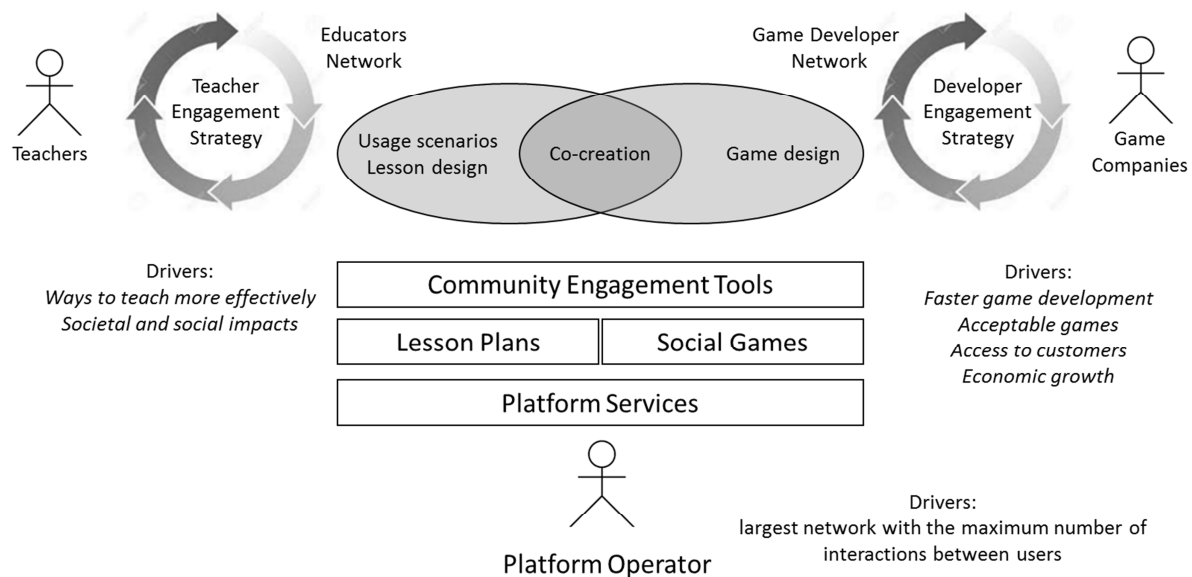 Educators
Network
Game Developer
Network
Teacher
Engagement
Strategy
Developer
Engagement
Strategy
Teachers
Usage scenarios
Lesson design
Co-creation
Game design
Game
Companies
Drivers:
Ways to teach more effectively
Societal and social impacts
Community Engagement Tools
Lesson Plans
Social Games
Platform Services
Drivers:
Faster game development
Acceptable games
Access to customers
Economic growth
Platform Operator
Drivers:
largest network with the maximum number of
interactions between users